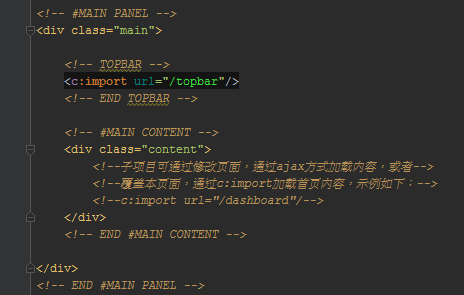 <!-- #MAIN PANEL -->
<div class="main">
<!-- TOPBAR -->
<c:import url="/topbar"/>
<!-- END TOPBAR -->
<!-- #MAIN CONTENT -->
<div class="content">
<!--子项目可通过修改页面，通过ajax方式加载内容，或者-->
<!--覆盖本页面，通过c:import加载首页内容，示例如下：-->
<!--c:import url="/dashboard"/-->
</div>
<!-- END #MAIN CONTENT -->
</div>
<!-- END #MAIN PANEL -->